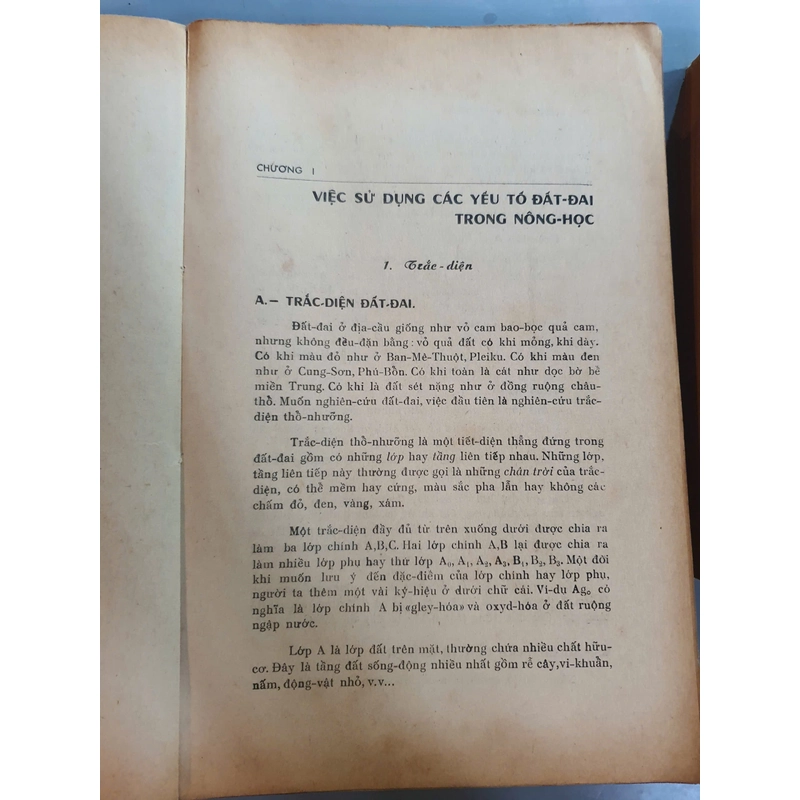 CHƯƠNG I
VIỆC SỬ DỤNG CÁC YẾU TỐ ĐẤT-ĐAI
TRONG NÔNG-HỌC
1. Trắc-diện
A.— TRẮC-DIỆN ĐẤT-ĐAI.
Đất-đai ở địa-cầu giống như vỏ cam bao-bọc quả cam,
nhưng không đều-đặn bằng : vỏ quả đất có khi mỏng, khi dày.
Có khi màu đỏ như ở Ban-Mê-Thuột, Pleiku. Có khi màu đen
như ở Cung-Sơn, Phú-Bổn. Có khi toàn là cát như dọc bờ bể
miền Trung. Có khi là đất sét nặng như ở đồng ruộng châu-
thổ. Muốn nghiên-cứu đất-đai, việc đầu tiên là nghiên-cứu trắc-
diện thổ-nhưỡng.
Trắc-diện thổ-nhưỡng là một tiết-diện thẳng đứng trong
đất-đai gồm có những lớp hay tầng liên tiếp nhau. Những lớp,
tầng liên tiếp này thường được gọi là những chân trời của trắc-
diện, có thể mềm hay cứng, màu sắc pha lẫn hay không các
chấm đỏ, đen, vàng, xám.
Một trắc-diện đầy đủ từ trên xuống dưới được chia ra
làm ba lớp chính A,B,C. Hai lớp chính A,B lại được chia ra
làm nhiều lớp phụ hay thứ lớp A₀, A₁, A₂, A₃, B₁, B₂, B₃. Một đôi
khi muốn lưu ý đến đặc-điểm của lớp chính hay lớp phụ,
người ta thêm một vài ký-hiệu ở dưới chữ cái. Ví-dụ Ag₀ có
nghĩa là lớp chính A bị «gley-hóa» và oxyd-hóa ở đất ruộng
ngập nước.
Lớp A là lớp đất trên mặt, thường chứa nhiều chất hữu-
cơ. Đây là tầng đất sống-động nhiều nhất gồm rễ cây,vi-khuẩn,
nấm, động-vật nhỏ, v.v...